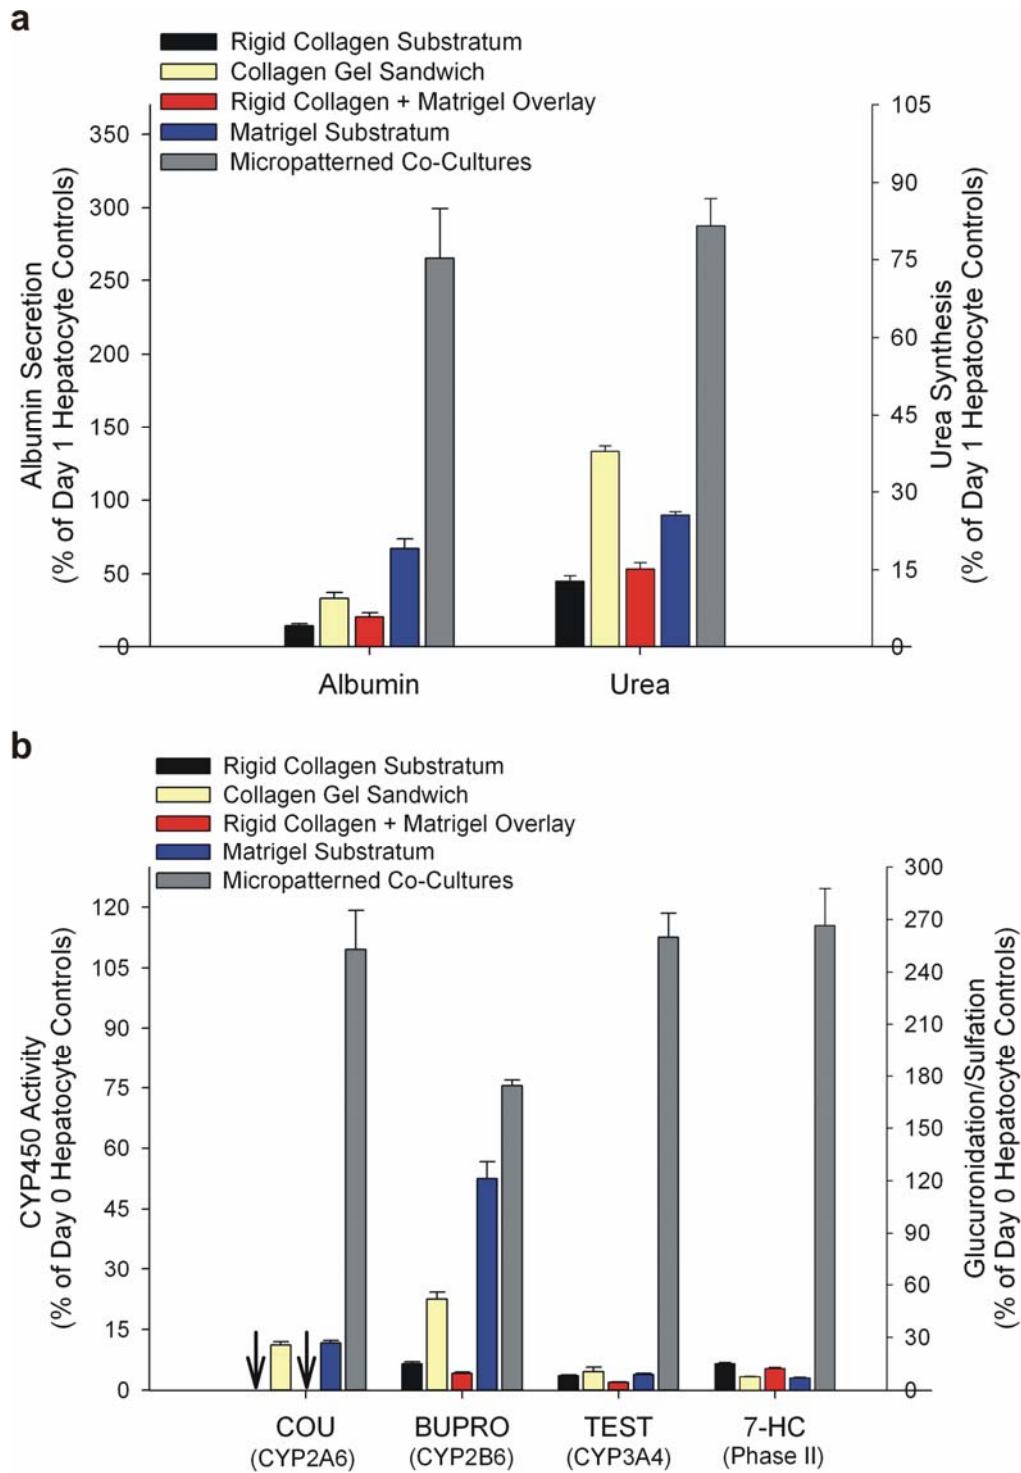 a
Rigid Collagen Substratum
Collagen Gel Sandwich
Rigid Collagen + Matrigel Overlay
Matrigel Substratum
Micropatterned Co-Cultures
Albumin Secretion
(% of Day 1 Hepatocyte Controls)
350
300
250
200
150
100
50
0
105
90
75
60
45
30
15
0
Urea Synthesis
(% of Day 1 Hepatocyte Controls)
Albumin
Urea
b
Rigid Collagen Substratum
Collagen Gel Sandwich
Rigid Collagen + Matrigel Overlay
Matrigel Substratum
Micropatterned Co-Cultures
CYP450 Activity
(% of Day 0 Hepatocyte Controls)
120
105
90
75
60
45
30
15
0
300
270
240
210
180
150
120
90
60
30
0
Glucuronidation/Sulfation
(% of Day 0 Hepatocyte Controls)
COU
(CYP2A6)
BUPRO
(CYP2B6)
TEST
(CYP3A4)
7-HC
(Phase II)